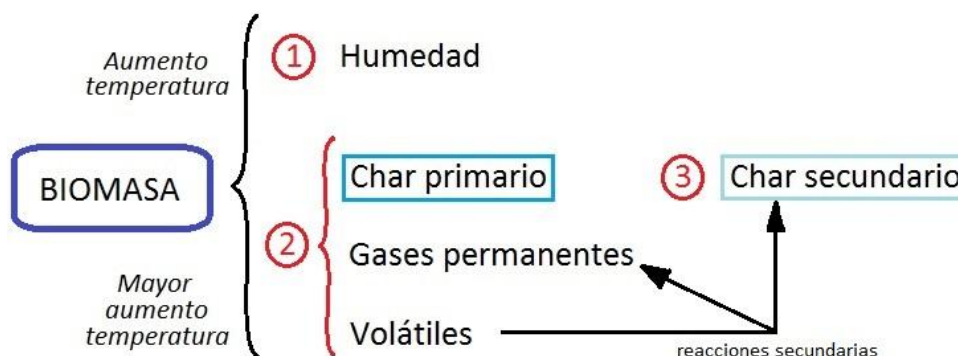 Aumento
temperatura
1 Humedad
BIOMASA
Char primario
3 Char secundario
2
Gases permanentes
Mayor
aumento
temperatura
Volátiles
reacciones secundarias